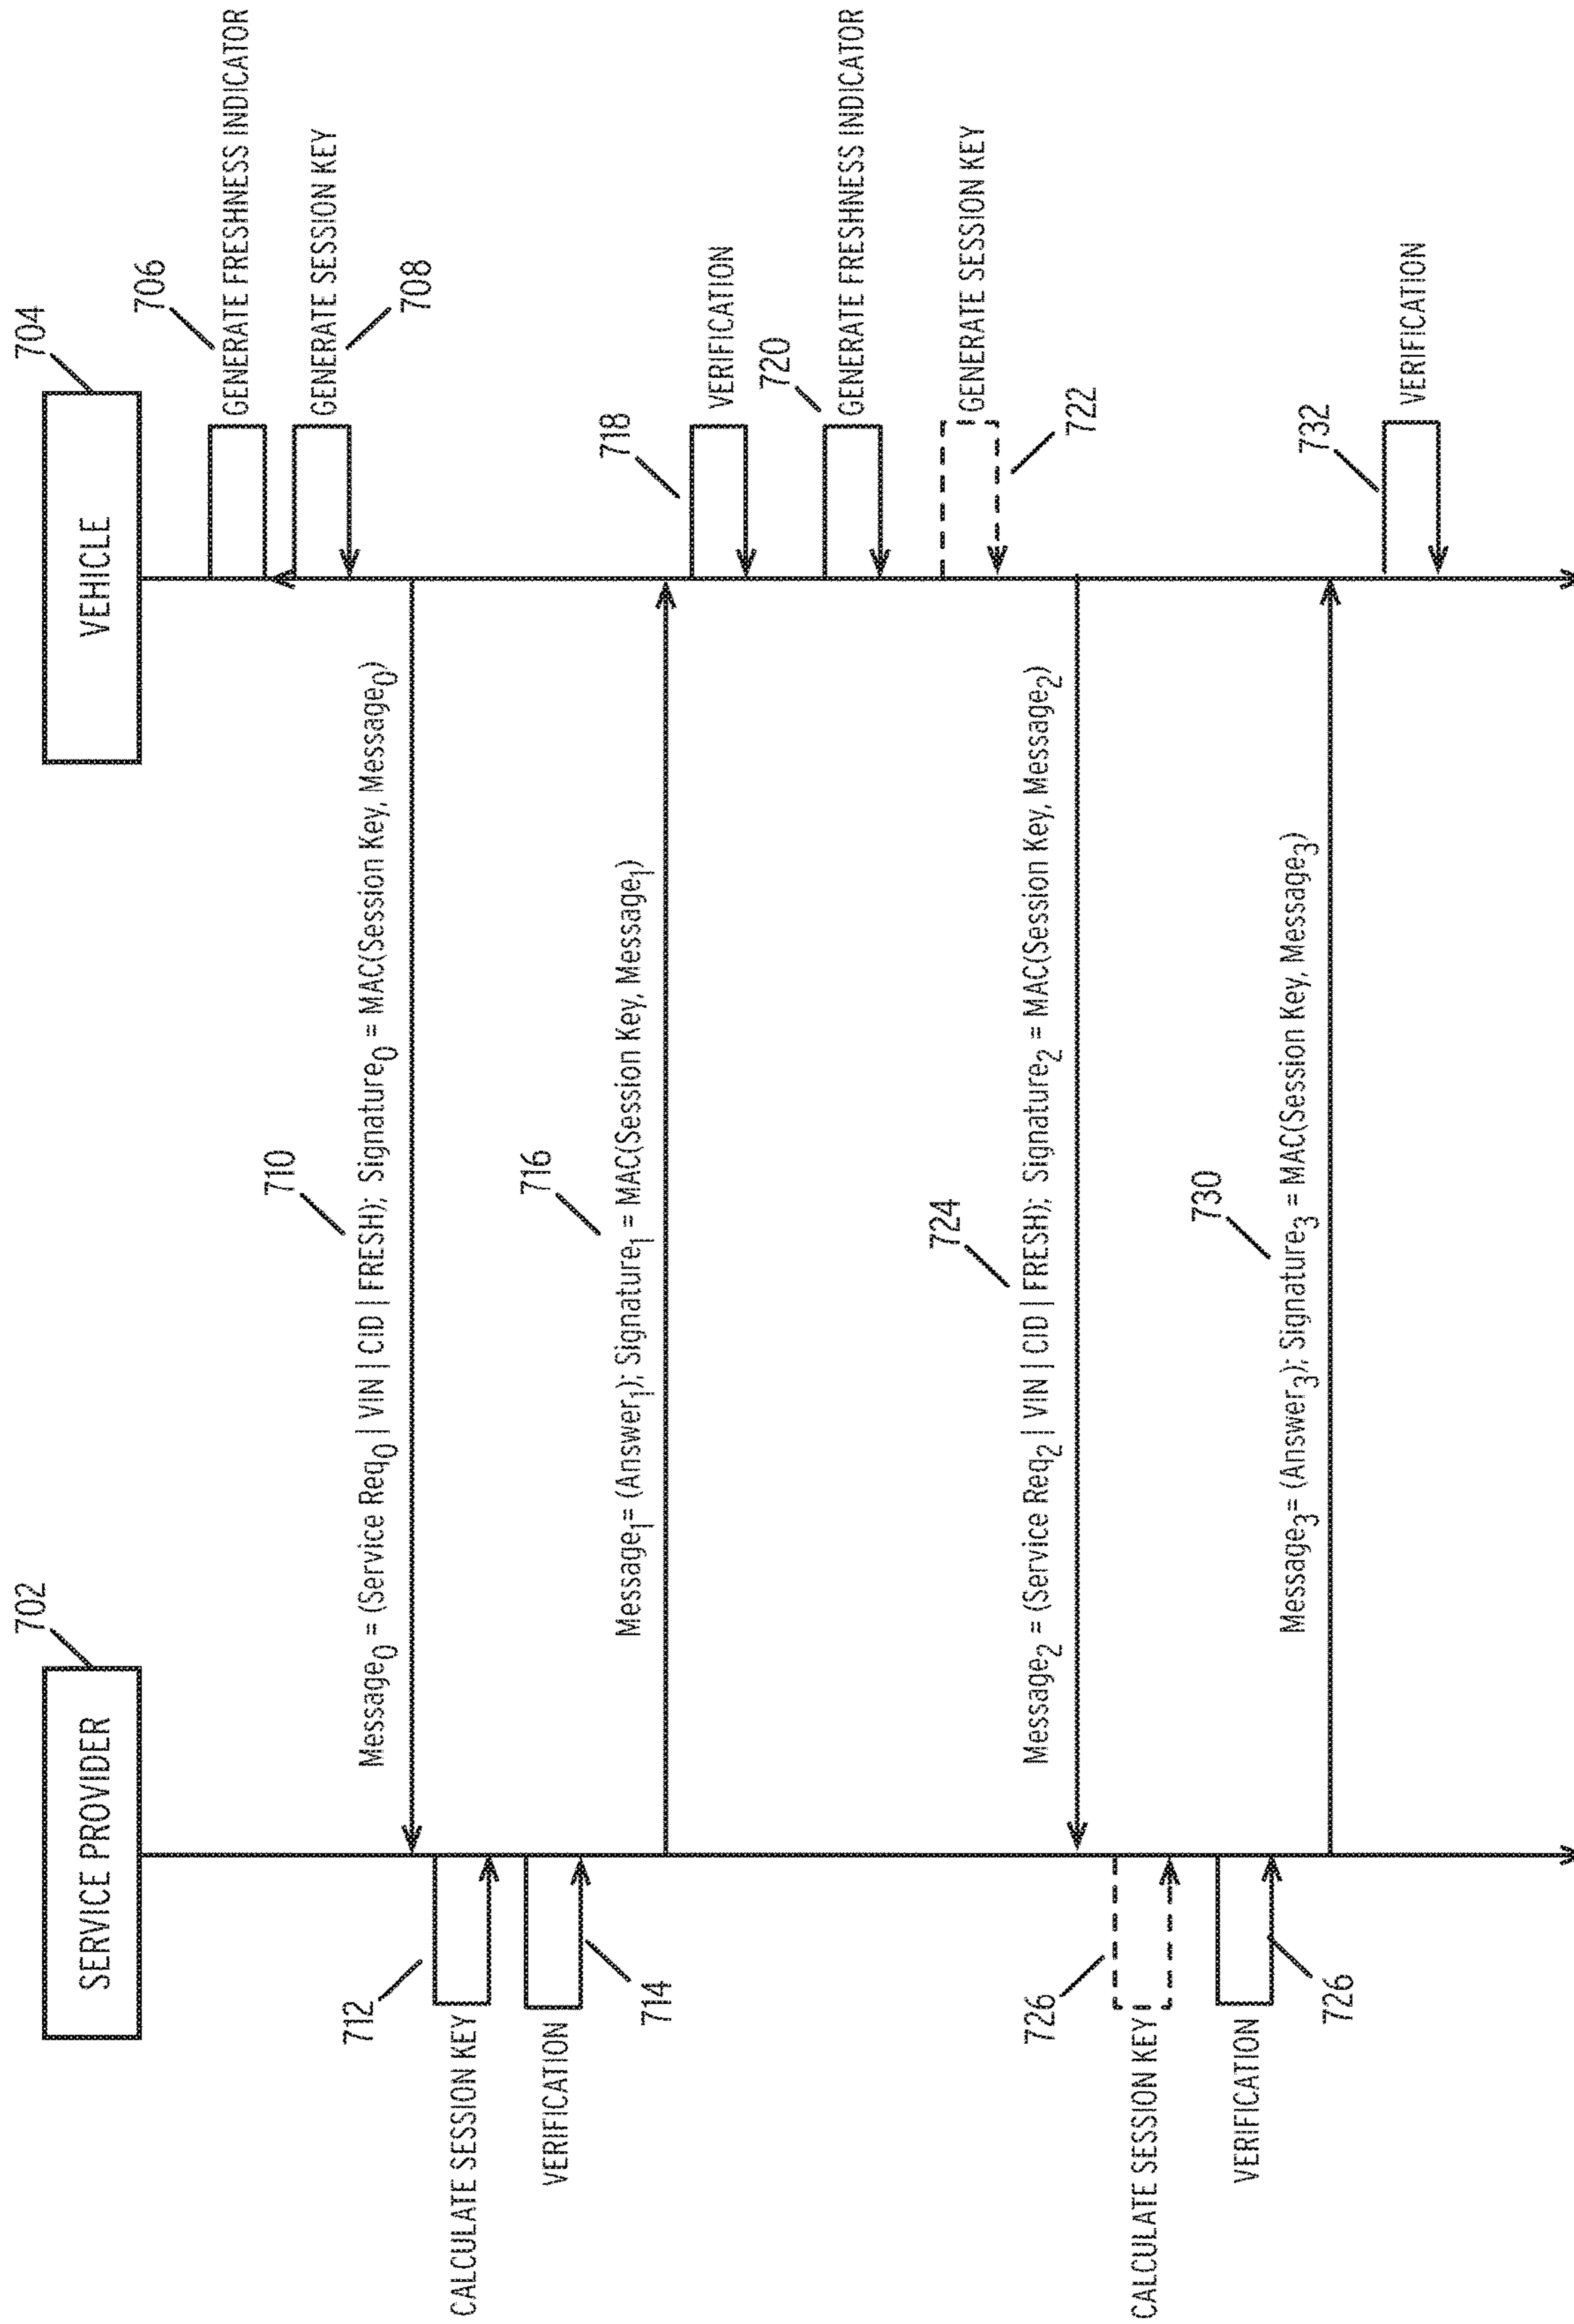 702
SERVICE PROVIDER
704
VEHICLE
706
GENERATE FRESHNESS INDICATOR
GENERATE SESSION KEY
708
710
Message0 = (Service Req0 | VIN | CID | FRESH); Signature0 = MAC(Session Key, Message0)
712
CALCULATE SESSION KEY
VERIFICATION
714
716
Message1= (Answer1); Signature1 = MAC(Session Key, Message1)
718
VERIFICATION
720
GENERATE FRESHNESS INDICATOR
GENERATE SESSION KEY
722
724
Message2 = (Service Req2 | VIN | CID | FRESH); Signature2 = MAC(Session Key, Message2)
726
CALCULATE SESSION KEY
VERIFICATION
726
730
Message3= (Answer3); Signature3 = MAC(Session Key, Message3)
732
VERIFICATION